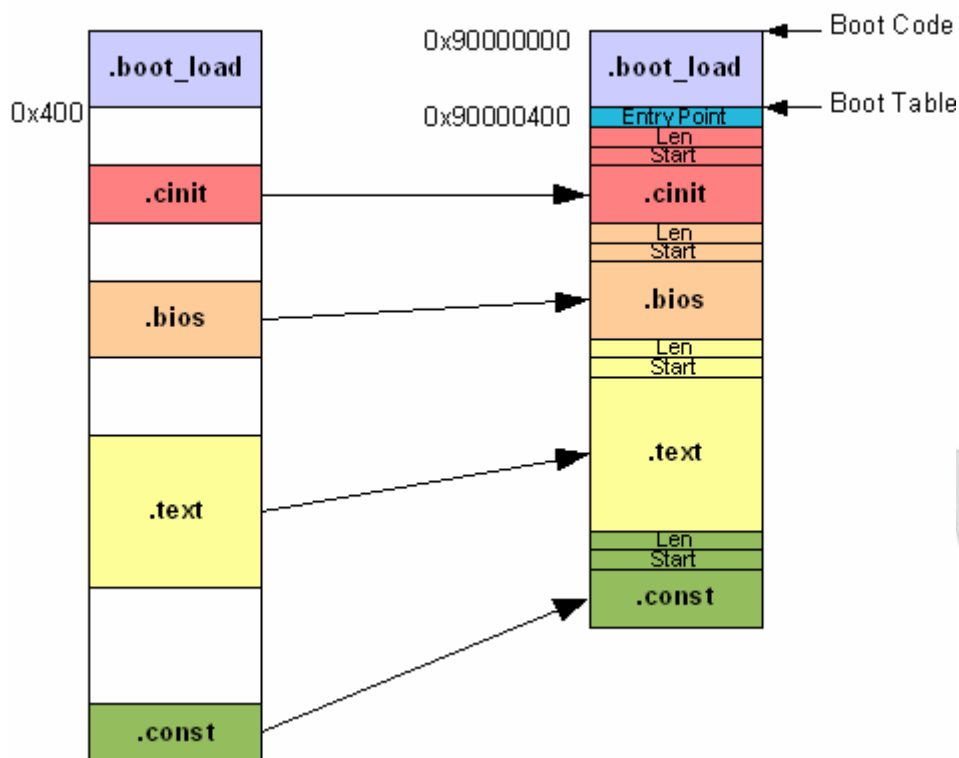 .boot_load
0x400
.cinit
.bios
.text
.const
0x90000000
Boot Code
.boot_load
0x90000400
Boot Table
Entry Point
Len
Start
.cinit
Len
Start
.bios
Len
Start
.text
Len
Start
.const